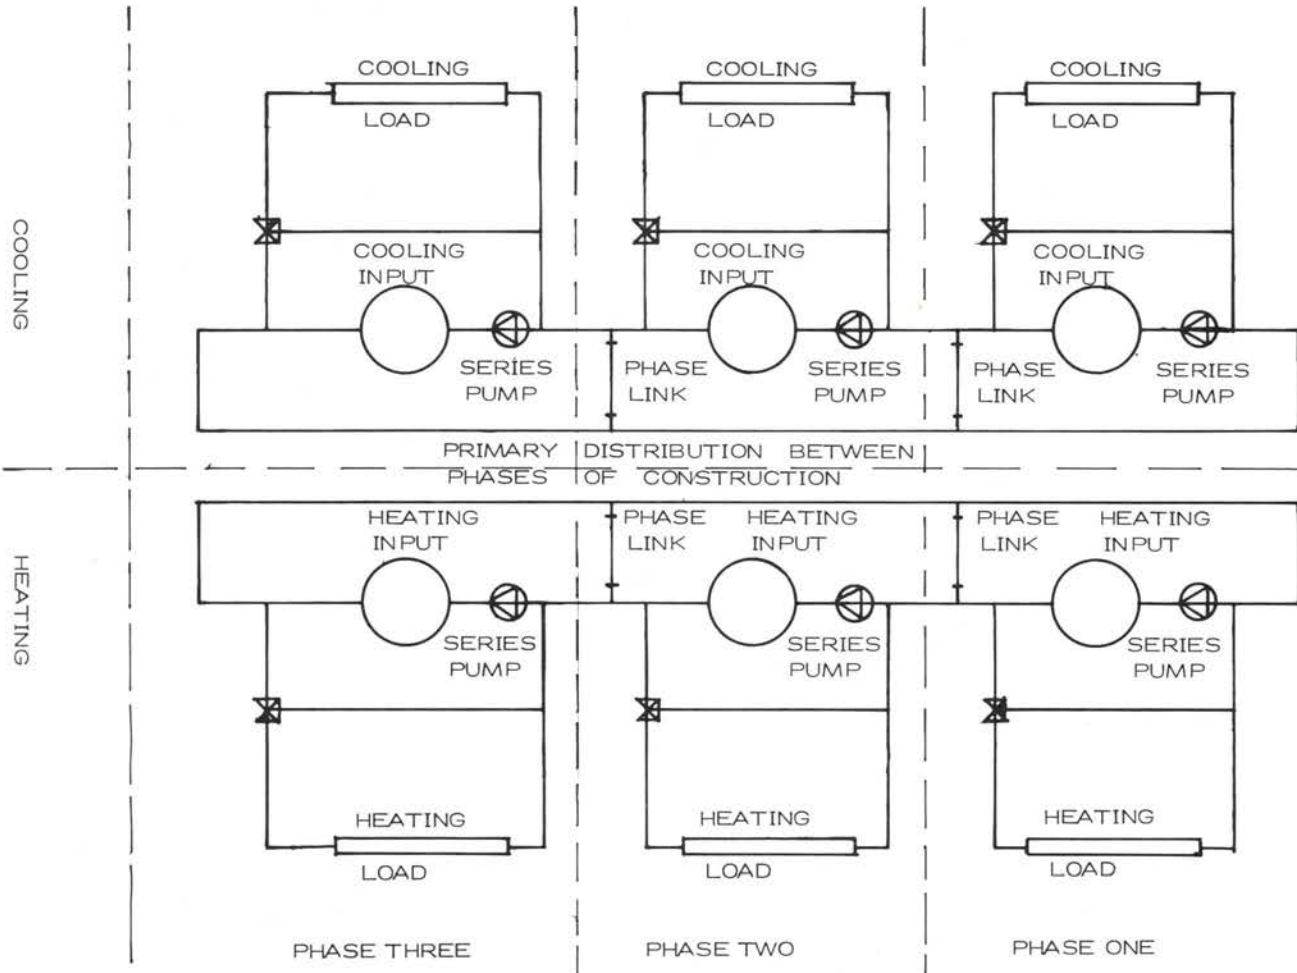 COOLING
LOAD
COOLING
INPUT
SERIES
PUMP
COOLING
LOAD
COOLING
INPUT
PHASE
LINK
SERIES
PUMP
COOLING
LOAD
COOLING
INPUT
PHASE
LINK
SERIES
PUMP
COOLING
PRIMARY DISTRIBUTION BETWEEN
PHASES OF CONSTRUCTION
HEATING
HEATING
INPUT
SERIES
PUMP
HEATING
LOAD
PHASE
LINK
HEATING
INPUT
SERIES
PUMP
HEATING
LOAD
PHASE
LINK
HEATING
INPUT
SERIES
PUMP
HEATING
LOAD
PHASE THREE
PHASE TWO
PHASE ONE